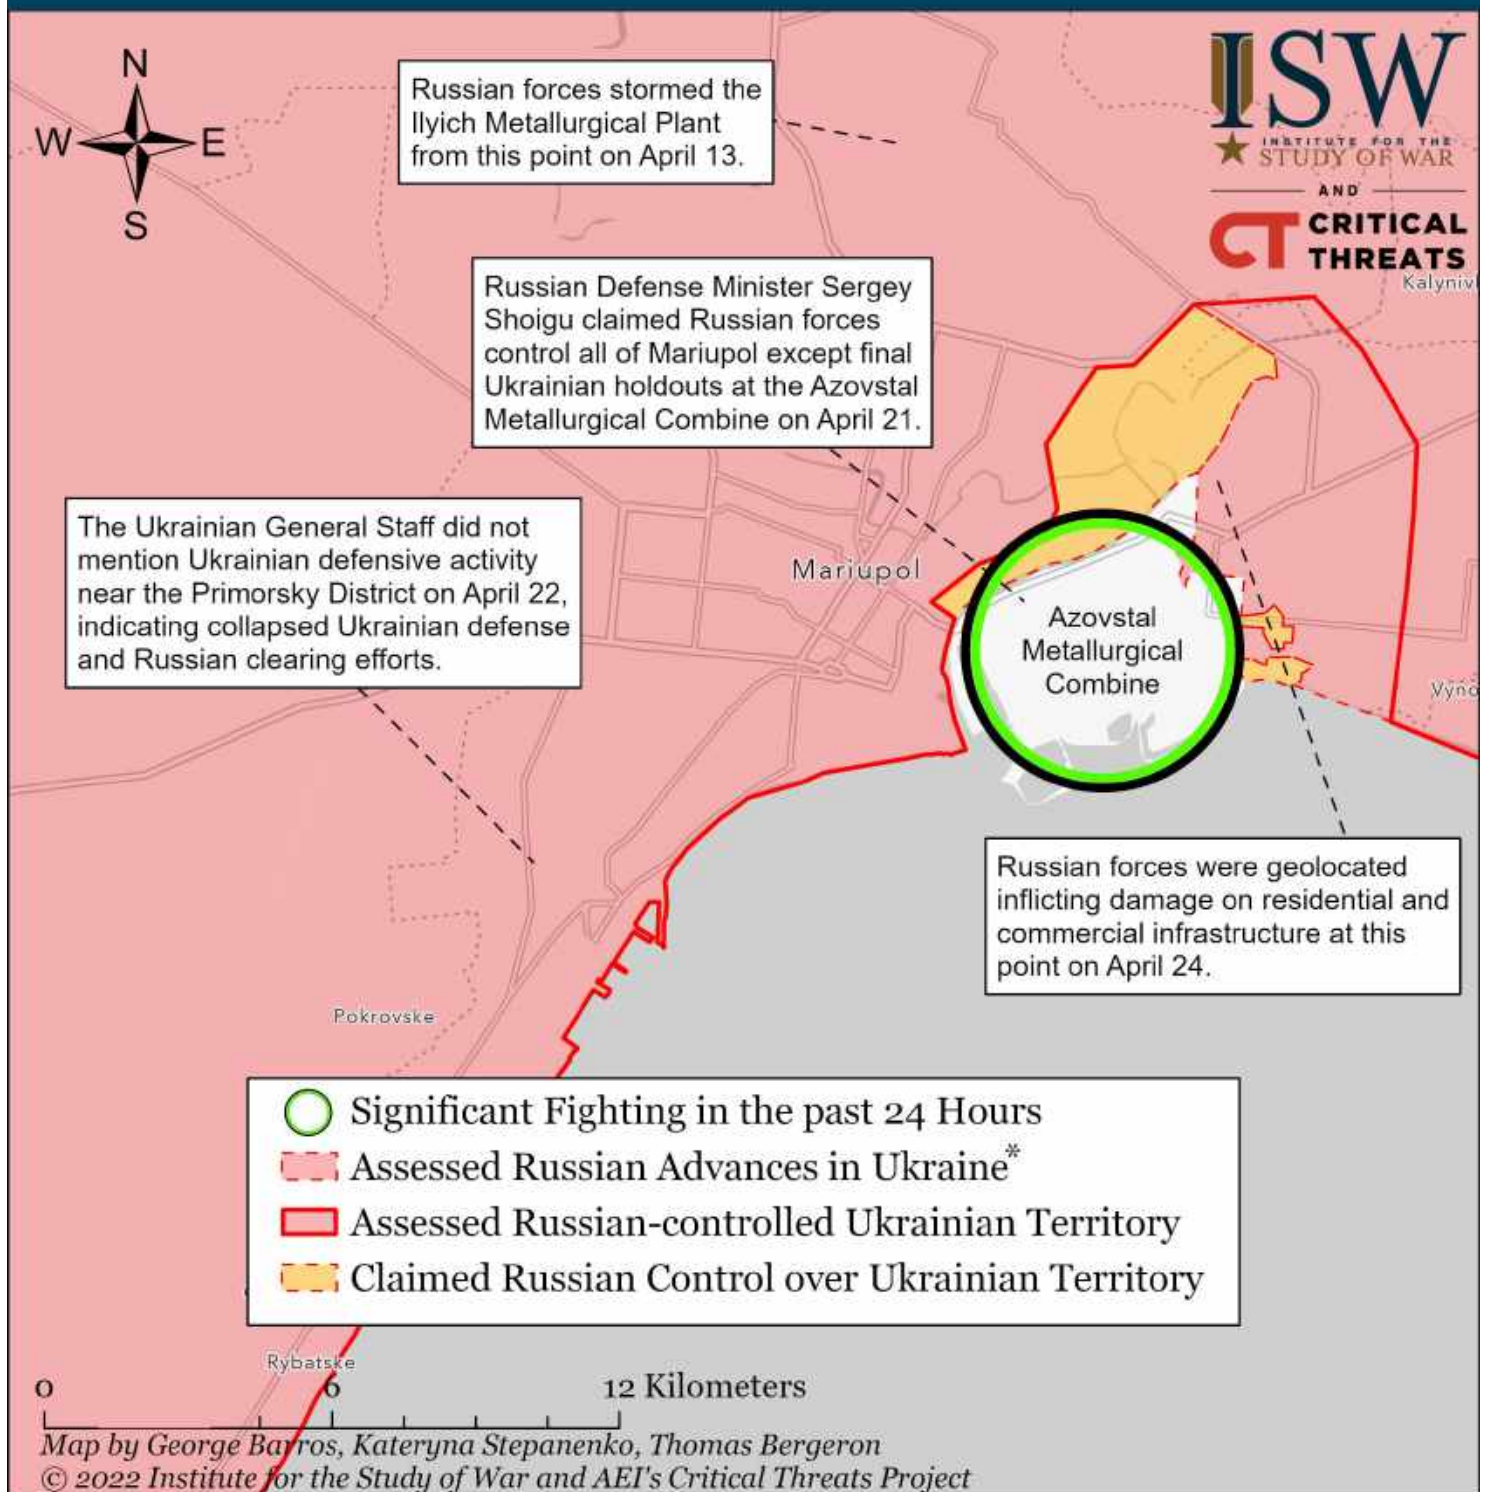 N
W
E
S
Russian forces stormed the
Ilyich Metallurgical Plant
from this point on April 13.
ISW
INSTITUTE FOR THE
STUDY OF WAR
AND
CT CRITICAL
THREATS
Russian Defense Minister Sergey
Shoigu claimed Russian forces
control all of Mariupol except final
Ukrainian holdouts at the Azovstal
Metallurgical Combine on April 21.
The Ukrainian General Staff did not
mention Ukrainian defensive activity
near the Primorsky District on April 22,
indicating collapsed Ukrainian defense
and Russian clearing efforts.
Mariupol
Azovstal
Metallurgical
Combine
Russian forces were geolocated
inflicting damage on residential and
commercial infrastructure at this
point on April 24.
Pokrovske
Significant Fighting in the past 24 Hours
Assessed Russian Advances in Ukraine*
Assessed Russian-controlled Ukrainian Territory
Claimed Russian Control over Ukrainian Territory
Rybatske
0 6 12 Kilometers
Map by George Barros, Kateryna Stepanenko, Thomas Bergeron
© 2022 Institute for the Study of War and AEI's Critical Threats Project